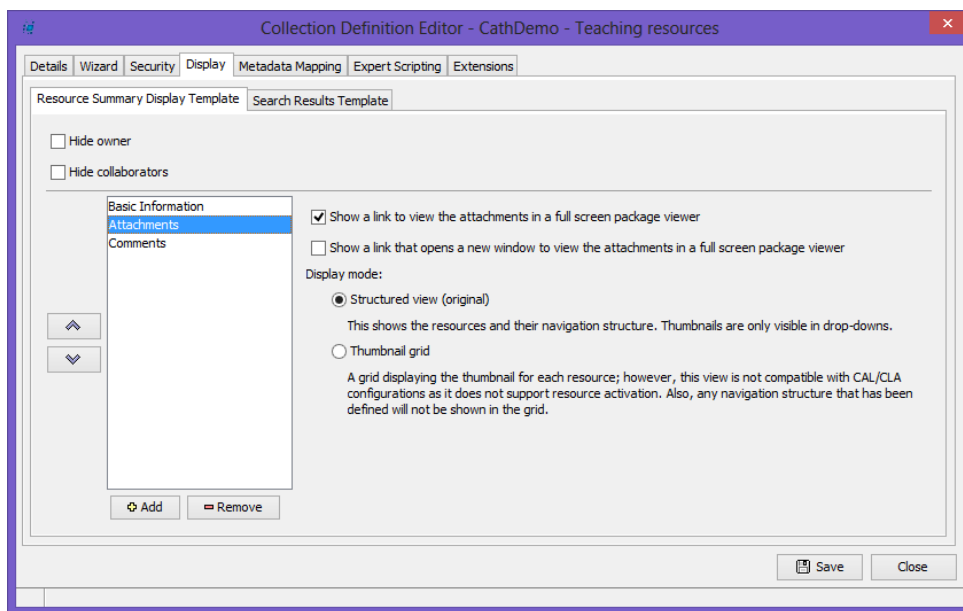 Collection Definition Editor - CathDemo - Teaching resources
Details Wizard Security Display Metadata Mapping Expert Scripting Extensions
Resource Summary Display Template Search Results Template
Hide owner
Hide collaborators
Basic Information
Attachments
Comments
Show a link to view the attachments in a full screen package viewer
Show a link that opens a new window to view the attachments in a full screen package viewer
Display mode:
Structured view (original)
This shows the resources and their navigation structure. Thumbnails are only visible in drop-downs.
Thumbnail grid
A grid displaying the thumbnail for each resource; however, this view is not compatible with CAL/CLA
configurations as it does not support resource activation. Also, any navigation structure that has been
defined will not be shown in the grid.
Add Remove
Save Close